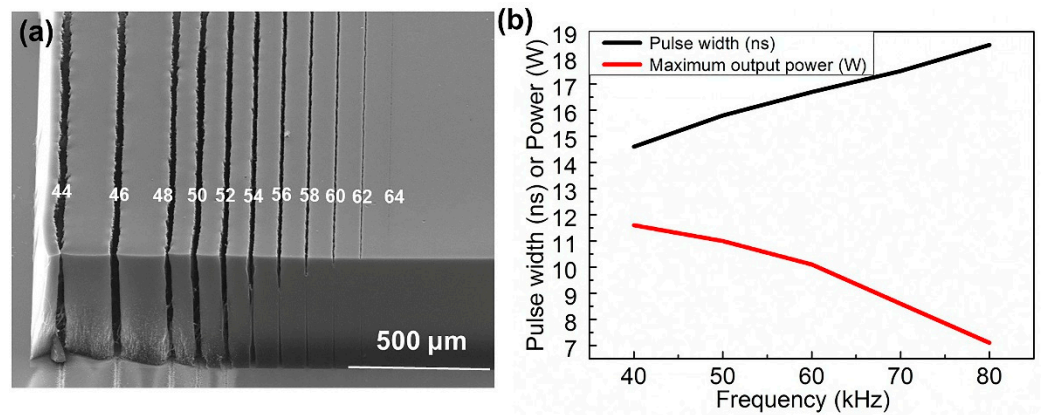 (a)
44 46 48 50 52 54 56 58 60 62 64
500 µm
(b)
Pulse width (ns)
Maximum output power (W)
Pulse width (ns) or Power (W)
19
18
17
16
15
14
13
12
11
10
9
8
7
40 50 60 70 80
Frequency (kHz)